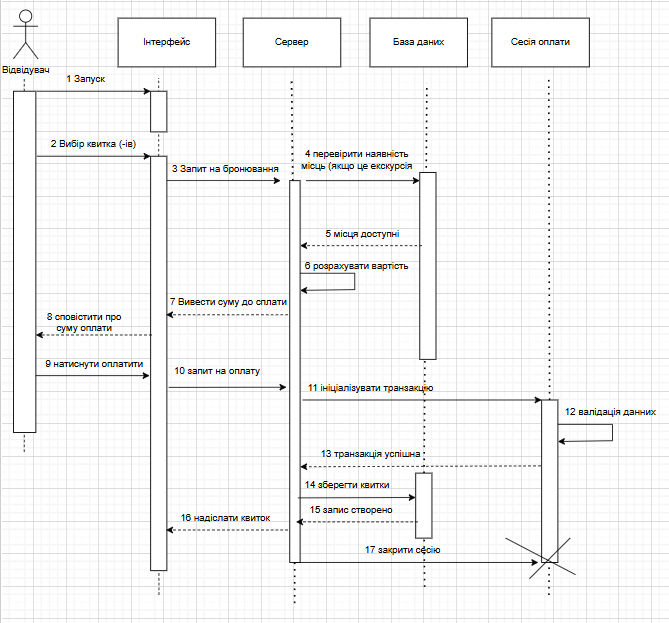 Інтерфейс
Сервер
База даних
Сесія оплати
Відвідувач
1 Запуск
2 Вибір квитка (-ів)
3 Запит на бронювання
4 перевірити наявність
місць (якщо це екскурсія
5 місця доступні
6 розрахувати вартість
7 Вивести суму до сплати
8 сповістити про
суму оплати
9 натиснути оплатити
10 запит на оплату
11 ініціалізувати транзакцію
12 валідація данних
13 транзакція успішна
14 зберегти квитки
15 запис створено
16 надіслати квиток
17 закрити сесію